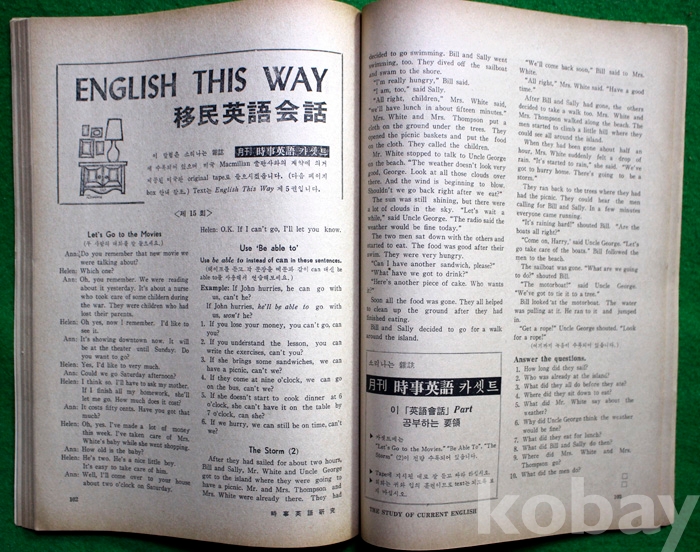 ENGLISH THIS WAY
移民英語会話
月刊 時事英語 카세트
original tape
English This Way
<제 15 회>
Let's Go to the Movies
Ann: Do you remember that new movie we
were talking about?
Helen: Which one?
Ann: Oh, you remember. We were reading
about it yesterday. It's about a nurse
who took care of some children during
the war. They were children who had
lost their parents.
Helen: Oh yes, now I remember. I'd like to
see it.
Ann: It's showing downtown now. It will
be at the theater until Sunday. Do
you want to go?
Helen: Yes, I'd like to very much.
Ann: Could we go Saturday afternoon?
Helen: I think so. I'll have to ask my mother.
If I finish all my homework, she'll
let me go. How much does it cost?
Ann: It costs fifty cents. Have you got that
much?
Helen: Oh, yes. I've made a lot of money
this week. I've taken care of Mrs.
White's baby while she went shopping.
Ann: How old is the baby?
Helen: He's two. He's a nice little boy.
It's easy to take care of him.
Ann: Well, I'll come over to your house
about two o'clock on Saturday.
Helen: O.K. If I can't go, I'll let you know.
Use 'Be able to'
Use be able to instead of can in these sentences.
Example: If John hurries, he can go with
us, can't he?
If John hurries, he'll be able to go with
us, won't he?
1. If you lose your money, you can't go, can
you?
2. If you understand the lesson, you can
write the exercises, can't you?
3. If she brings some sandwiches, we can
have a picnic, can't we?
4. If they come at nine o'clock, we can go
on the bus, can't we?
5. If she doesn't start to cook dinner at 6
o'clock, she can't have it on the table by
7 o'clock, can she?
6. If we hurry, we can still be on time, can't
we?
The Storm (2)
After they had sailed for about two hours,
Bill and Sally, Mr. White and Uncle George
got to the island where they were going to
have a picnic. Mr. and Mrs. Thompson and
Mrs. White were already there. They had
時事英語研究
decided to go swimming. Bill and Sally went
swimming, too. They dived off the sailboat
and swam to the shore.
"I'm really hungry," Bill said.
"I am, too," said Sally.
"All right, children," Mrs. White said,
"we'll have lunch in about fifteen minutes".
Mrs. White and Mrs. Thompson put a
cloth on the ground under the trees. They
opened the picnic baskets and put the food
on the cloth. They called the children.
Mr. White stopped to talk to Uncle George
on the beach. "The weather doesn't look very
good, George. Look at all those clouds over
there. And the wind is beginning to blow.
Shouldn't we go back right after we eat?"
The sun was still shining, but there were
a lot of clouds in the sky. "Let's wait a
while," said Uncle George. "The radio said the
weather would be fine today."
The two men sat down with the others and
started to eat. The food was good after their
swim. They were very hungry.
"Can I have another sandwich, please?"
"What have we got to drink?"
"Here's another piece of cake. Who wants
it?"
Soon all the food was gone. They all helped
to clean up the ground after they had
finished eating.
Bill and Sally decided to go for a walk
around the island.
소리나는 雜誌
月刊 時事英語 카세트
이「英語會話」Part
공부하는 要領
"Let's Go to the Movies." "Be Able To", "The
Storm
THE STUDY OF CURRENT ENGLISH
"We'll come back soon," Bill said to Mrs.
White.
"All right," Mrs. White said. "Have a good
time."
After Bill and Sally had gone, the others
decided to take a walk too. Mrs. White and
Mrs. Thompson walked along the beach. The
men started to climb a little hill where they
could see all around the island.
When they had been gone about half an
hour, Mrs. White suddenly felt a drop of
rain. "It's started to rain," she said. "We've
got to hurry home. There's going to be a
storm."
They ran back to the trees where they had
had the picnic. They could hear the men
calling for Bill and Sally. In a few minutes
everyone came running.
"It's raining hard!" shouted Bill. "Are the
boats all right?"
"Come on, Harry," said Uncle George. "Let's
go take care of the boats." Bill followed the
men to the beach.
The sailboat was gone. "What are we going
to do?" shouted Bill.
"The motorboat!" said Uncle George.
"We've got to tie it to a tree."
Bill looked at the motorboat. The water
was pulling at it. He ran to it and jumped
in.
"Get a rope!" Uncle George shouted. "Look
for a rope!"
Answer the questions.
1. How long did they sail?
2. Who was already at the island?
3. What did they all do before they ate?
4. Where did they sit down to eat?
5. What did Mr. White say about the
weather?
6. Why did Uncle George think the weather
would be fine?
7. What did they eat for lunch?
8. What did Bill and Sally do then?
9. Where did Mrs. White and Mrs.
Thompson go?
10. What did the men do?
kobay